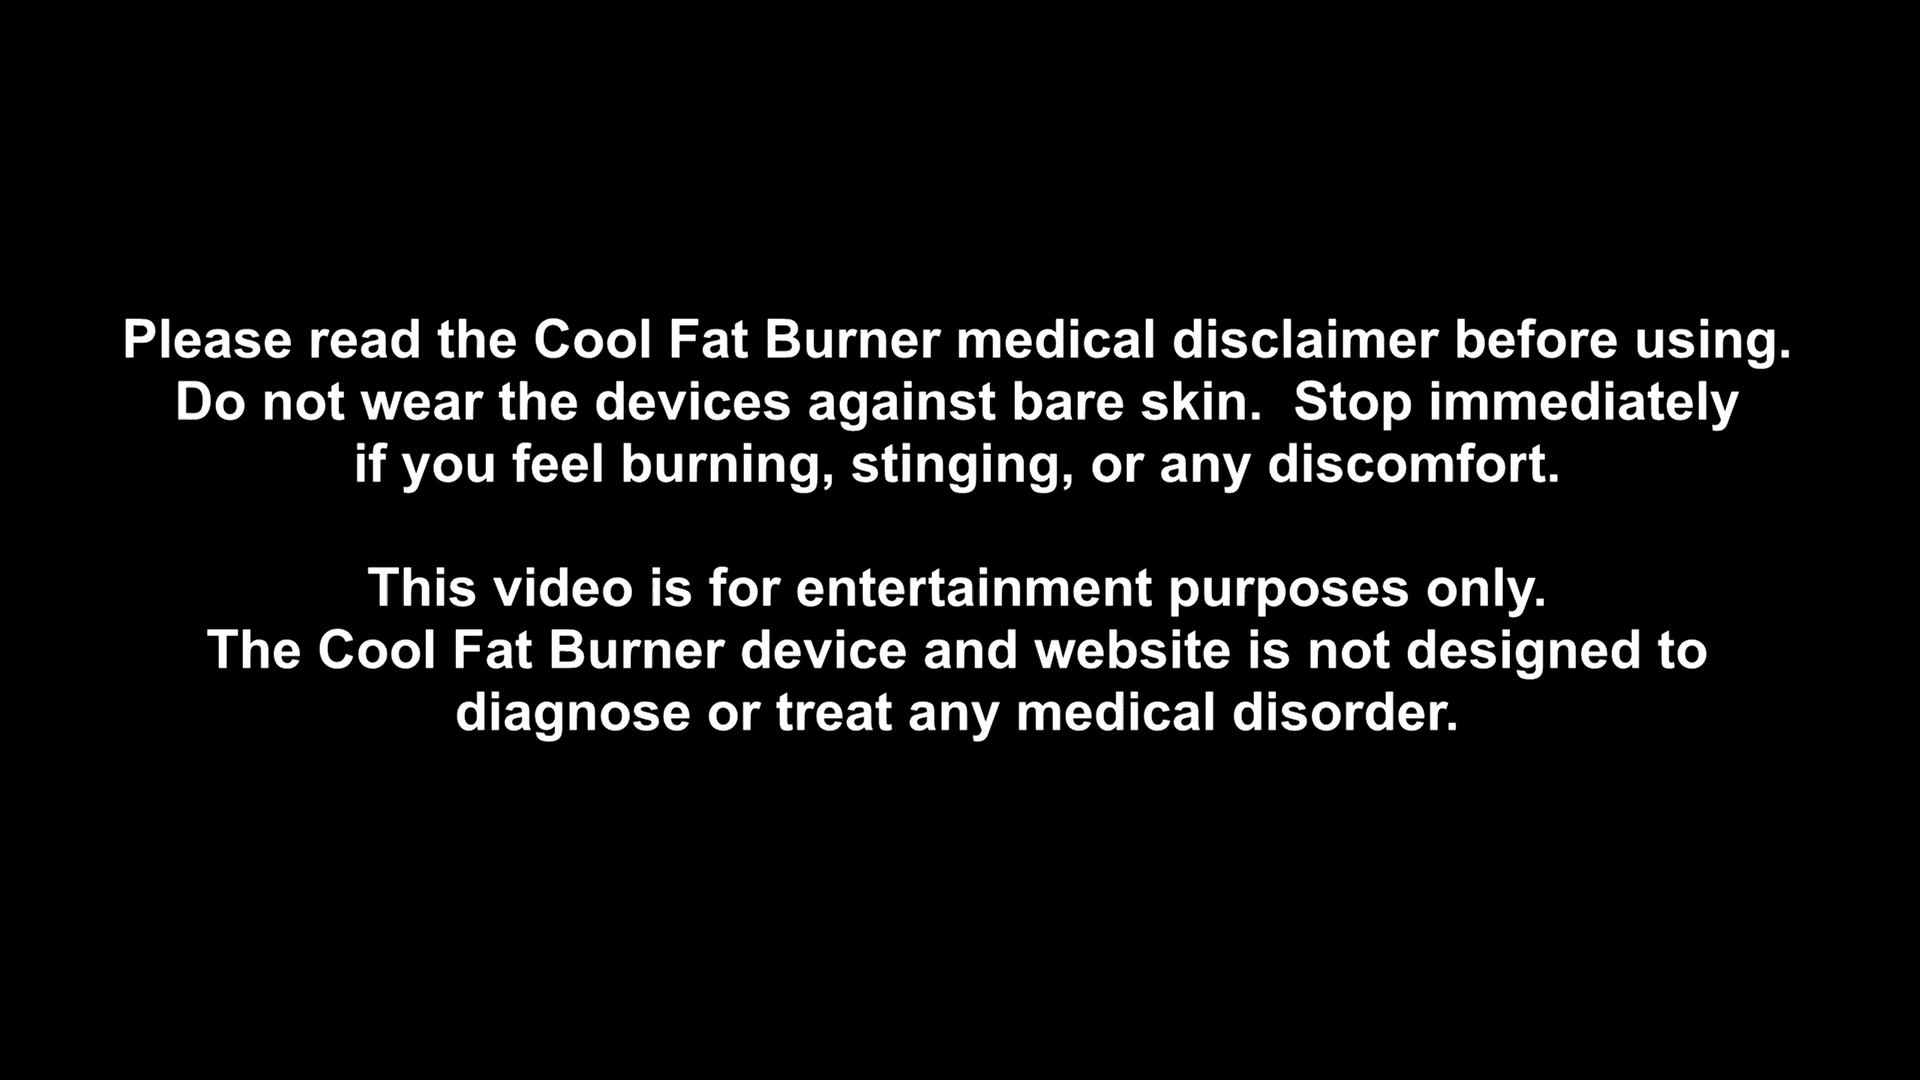 Please read the Cool Fat Burner medical disclaimer before using.
Do not wear the devices against bare skin.  Stop immediately
if you feel burning, stinging, or any discomfort.
This video is for entertainment purposes only.
The Cool Fat Burner device and website is not designed to
diagnose or treat any medical disorder.